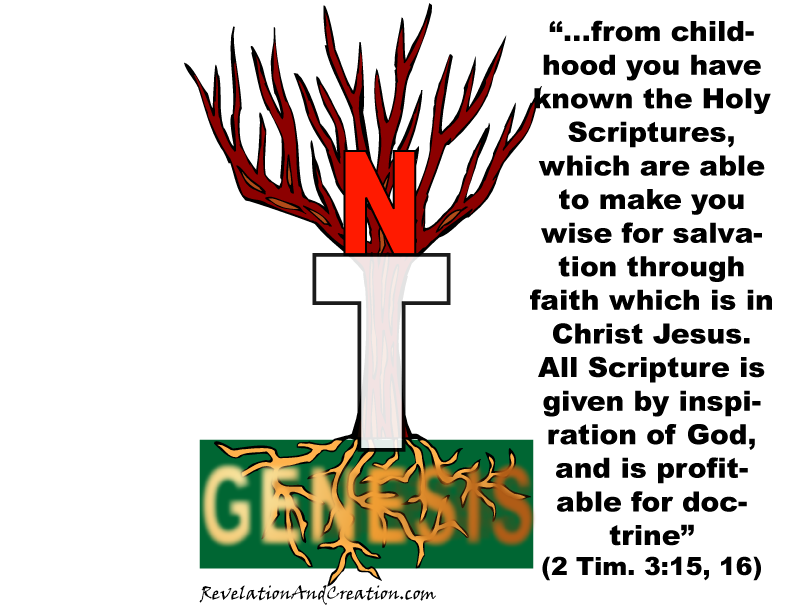 “...from child-
hood you have
known the Holy
Scriptures,
which are able
to make you
wise for salva-
tion through
faith which is in
Christ Jesus.
All Scripture is
given by inspi-
ration of God,
and is profit-
able for doc-
trine”
(2 Tim. 3:15, 16)
N
T
GENESIS
RevelationAndCreation.com